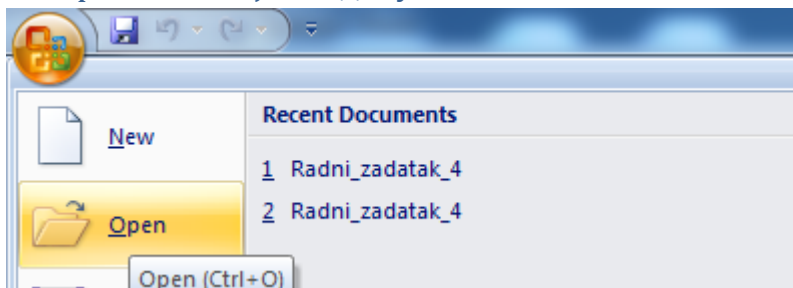 New
Recent Documents
1 Radni_zadatak_4
2 Radni_zadatak_4
Open
Open (Ctrl+O)